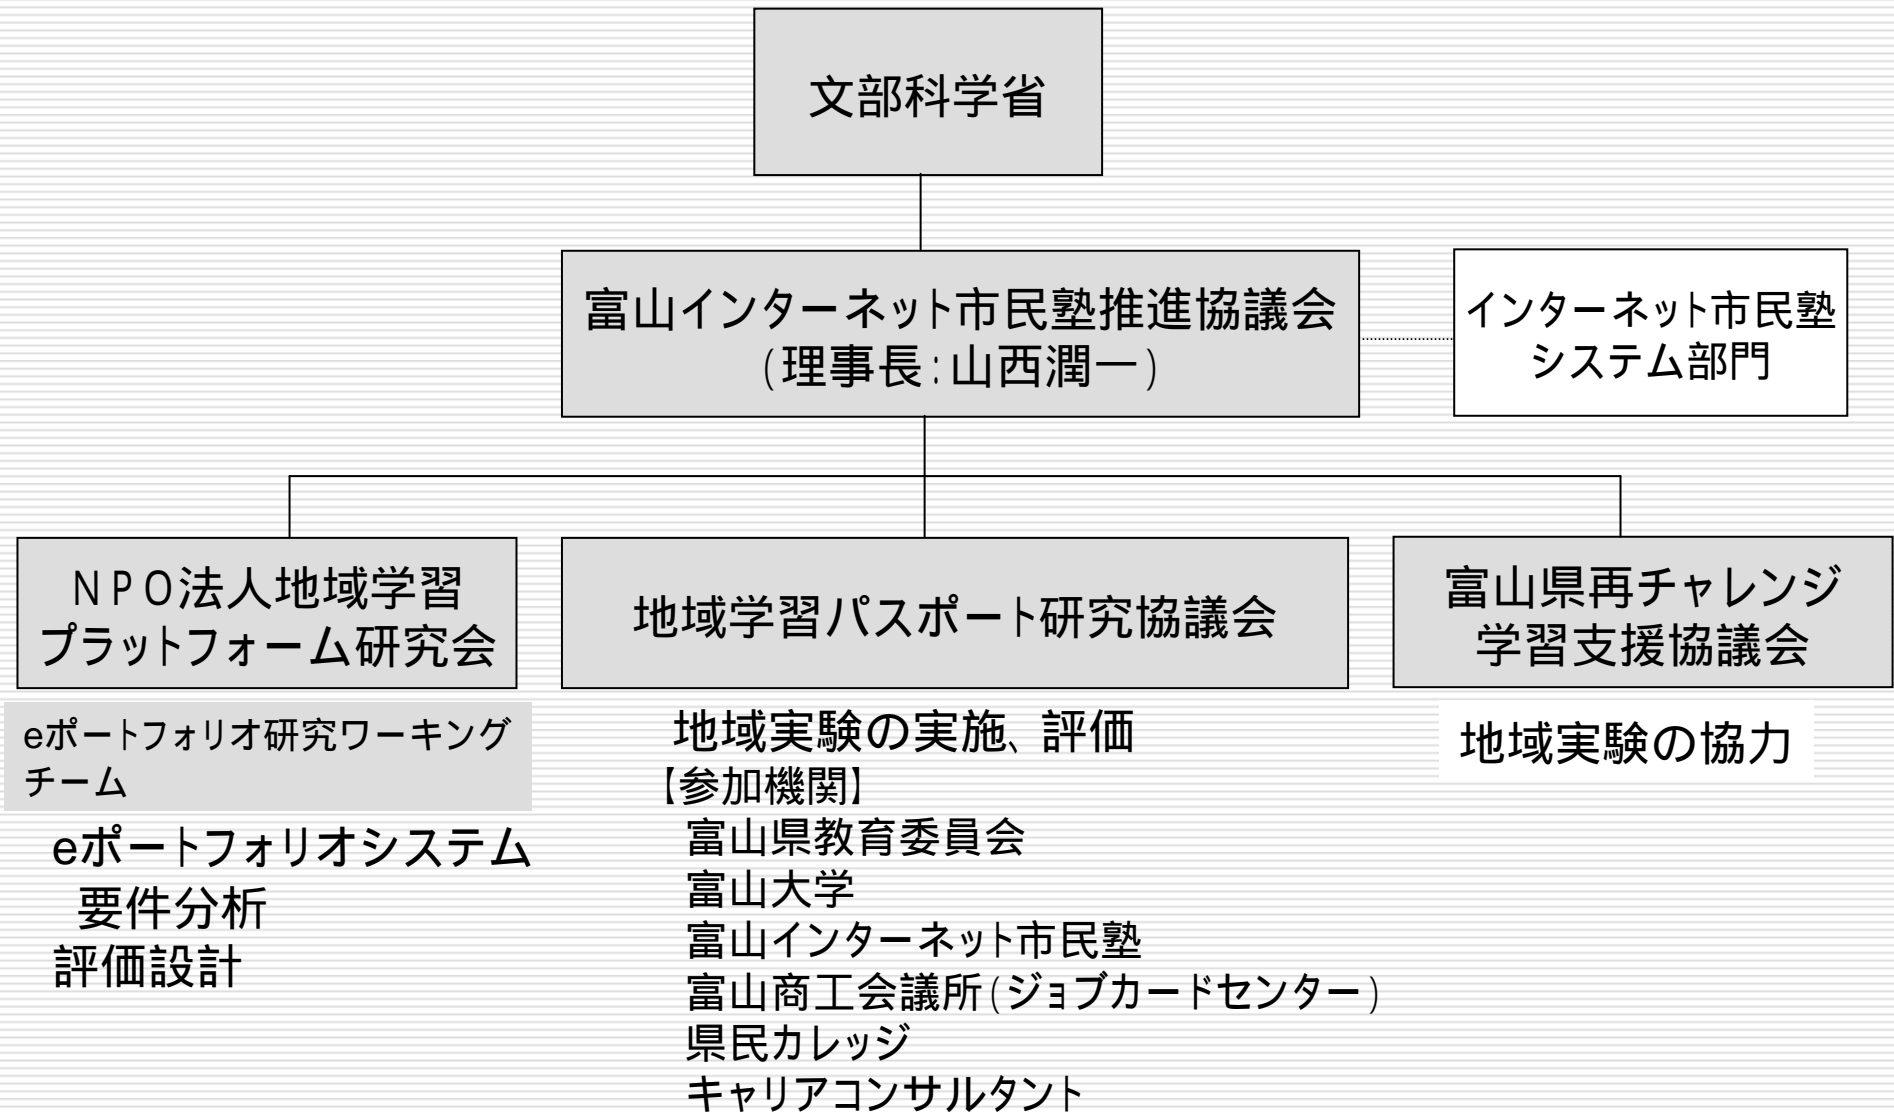 文部科学省
富山インターネット市民塾推進協議会
(理事長:山西潤一)
インターネット市民塾
システム部門
NPO法人地域学習
プラットフォーム研究会
地域学習パスポート研究協議会
富山県再チャレンジ
学習支援協議会
eポートフォリオ研究ワーキング
チーム
eポートフォリオシステム
要件分析
評価設計
地域実験の実施、評価
【参加機関】
富山県教育委員会
富山大学
富山インターネット市民塾
富山商工会議所(ジョブカードセンター)
県民カレッジ
キャリアコンサルタント
地域実験の協力